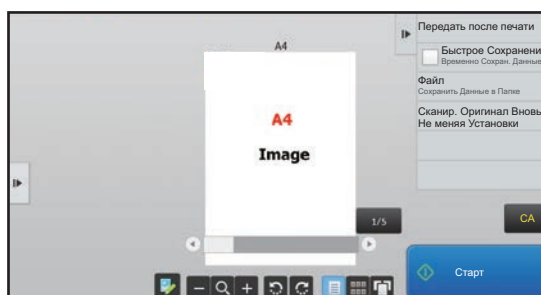 A4
A4
Image
1/5
Передать после печати
Быстрое Сохранени
Временно Сохран. Данные
Файл
Сохранить Данные в Папке
Сканир. Оригинал Вновь
Не меняя Установки
CA
Старт